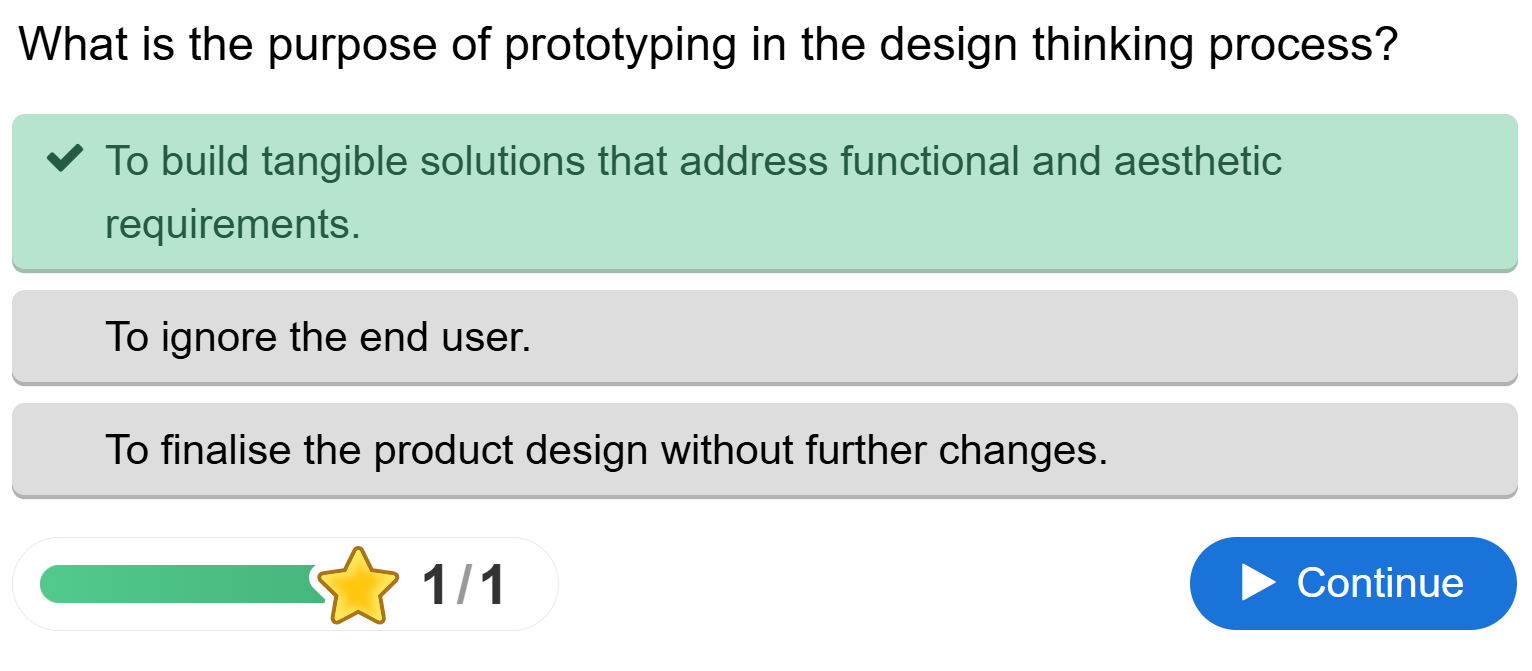 What is the purpose of prototyping in the design thinking process?
To build tangible solutions that address functional and aesthetic
requirements.
To ignore the end user.
To finalise the product design without further changes.
1/1
Continue